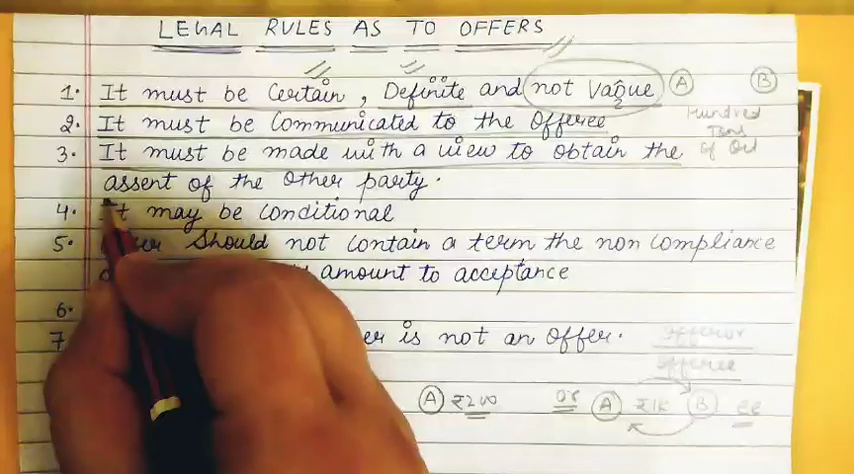 LEGAL RULES AS TO OFFERS
1. It must be Certain, Definite and not Vague A B
2. It must be Communicated to the Offeree
Hundred
Tons
of Oil
3. It must be made with a view to obtain the
assent of the Other party.
4. It may be Conditional
5. Should not contain a term the non compliance
amount to acceptance
6.
7 is not an Offer.
Offeror
Offeree
A ₹200 or A ₹1k B